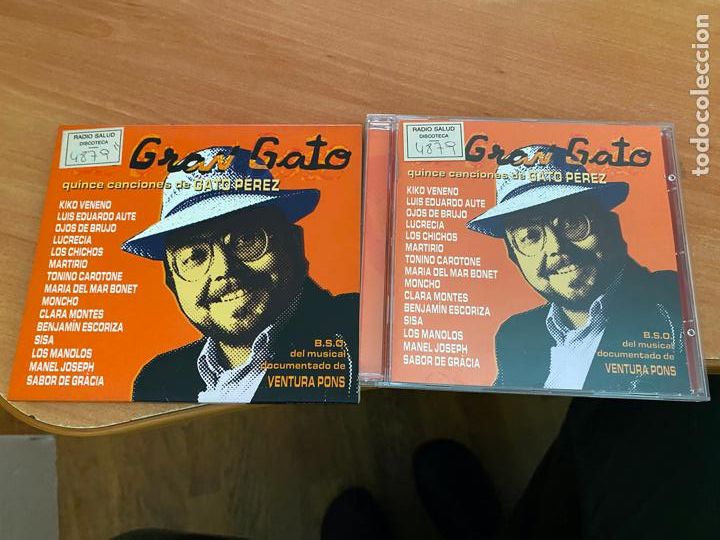 RADIO SALUD
DISCOTECA
4879
Gran Gato
quince canciones de GATO PÉREZ
KIKO VENENO
LUIS EDUARDO AUTE
OJOS DE BRUJO
LUCRECIA
LOS CHICHOS
MARTIRIO
TONINO CAROTONE
MARIA DEL MAR BONET
MONCHO
CLARA MONTES
BENJAMÍN ESCORIZA
SISA
LOS MANOLOS
MANEL JOSEPH
SABOR DE GRÀCIA
B.S.O.
del musical
documentado de
VENTURA PONS
RADIO SALUD
DISCOTECA
4879
Gran Gato
quince canciones de GATO PÉREZ
KIKO VENENO
LUIS EDUARDO AUTE
OJOS DE BRUJO
LUCRECIA
LOS CHICHOS
MARTIRIO
TONINO CAROTONE
MARIA DEL MAR BONET
MONCHO
CLARA MONTES
BENJAMÍN ESCORIZA
SISA
LOS MANOLOS
MANEL JOSEPH
SABOR DE GRÀCIA
B.S.O.
del musical
documentado de
VENTURA PONS
todocoleccion